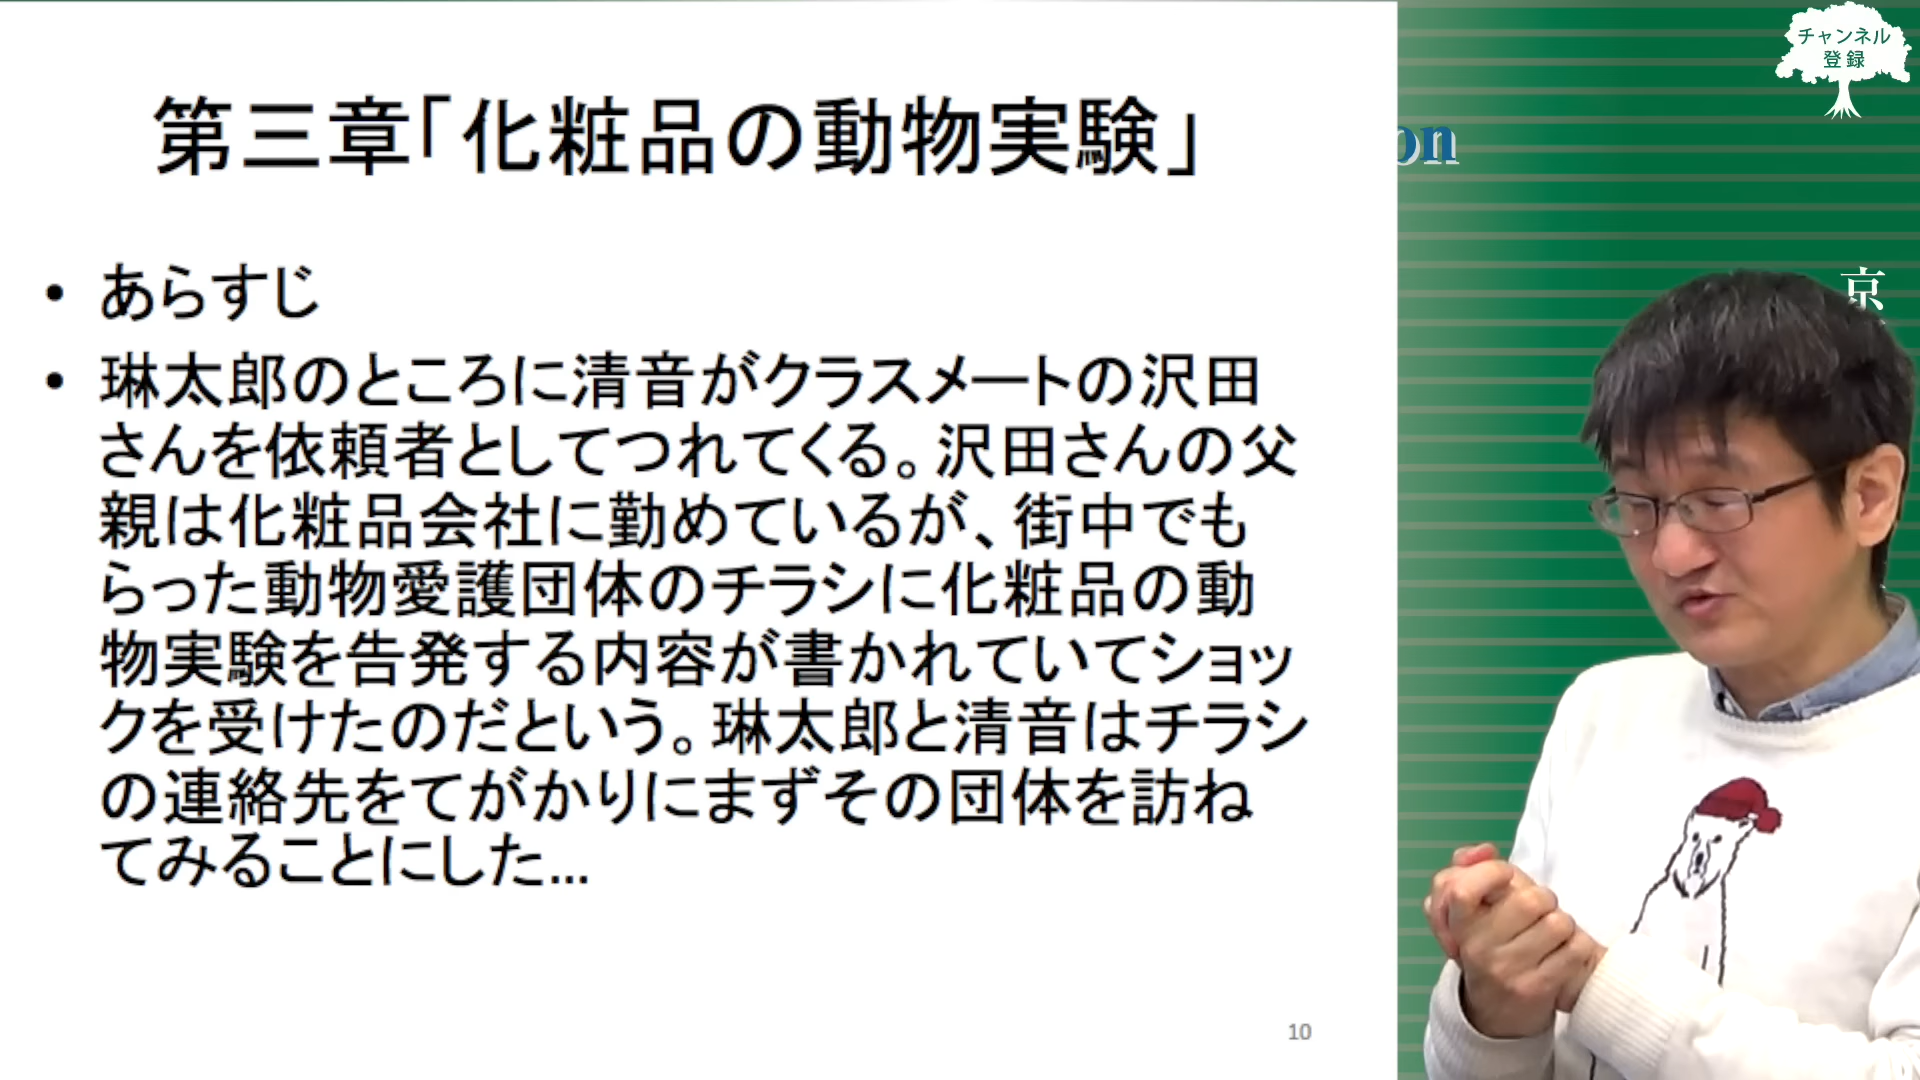 第三章「化粧品の動物実験」
• あらすじ
• 琳太郎のところに清音がクラスメートの沢田
さんを依頼者としてつれてくる。沢田さんの父
親は化粧品会社に勤めているが、街中でも
らった動物愛護団体のチラシに化粧品の動
物実験を告発する内容が書かれていてショッ
クを受けたのだという。琳太郎と清音はチラシ
の連絡先をてがかりにまずその団体を訪ね
てみることにした...
10
on
チャンネル
登録
京